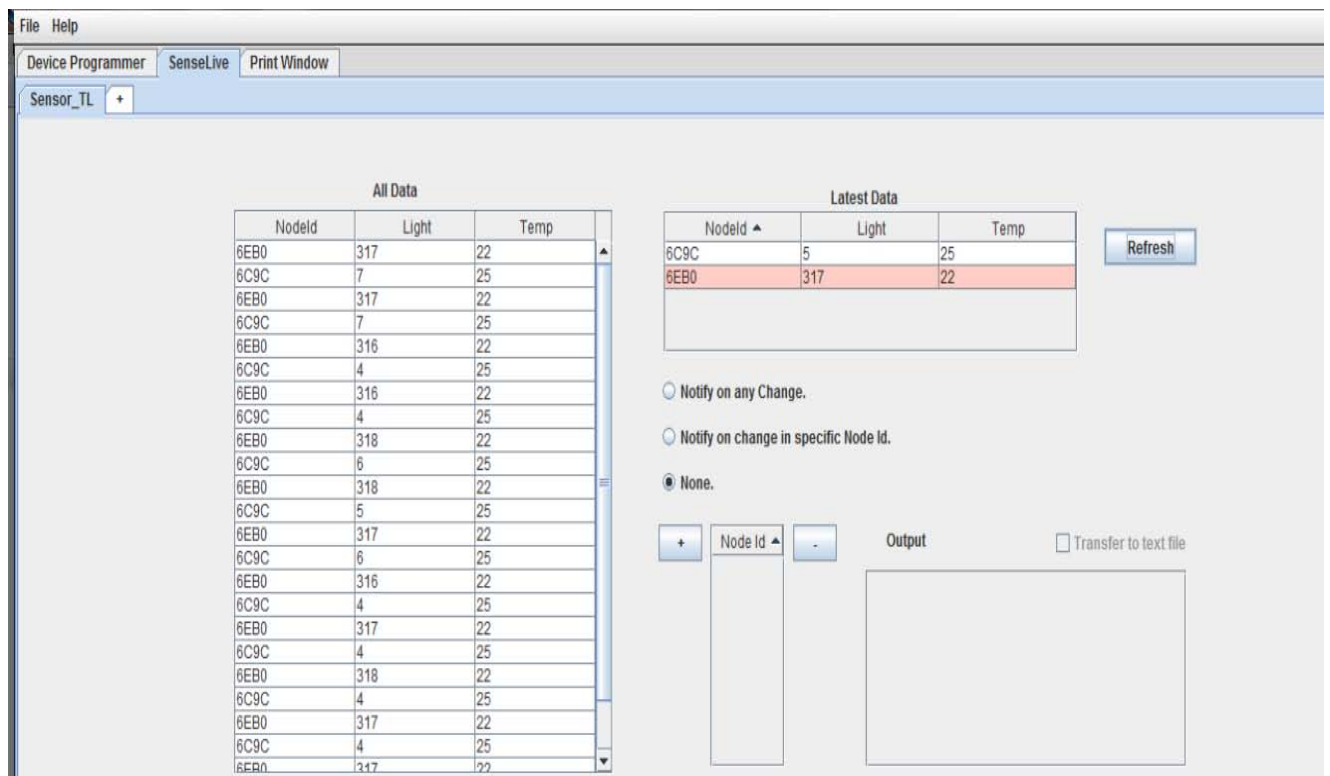 File Help
Device Programmer SenseLive Print Window
Sensor_TL +
All Data
NodeId Light Temp
6EB0 317 22
6C9C 7 25
6EB0 317 22
6C9C 7 25
6EB0 316 22
6C9C 4 25
6EB0 316 22
6C9C 4 25
6EB0 318 22
6C9C 6 25
6EB0 318 22
6C9C 5 25
6EB0 317 22
6C9C 6 25
6EB0 316 22
6C9C 4 25
6EB0 317 22
6C9C 4 25
6EB0 318 22
6C9C 4 25
6EB0 317 22
6C9C 4 25
6EB0 317 22
Latest Data
NodeId Light Temp
6C9C 5 25
6EB0 317 22
Refresh
Notify on any Change.
Notify on change in specific Node Id.
None.
+ Node Id - Output Transfer to text file